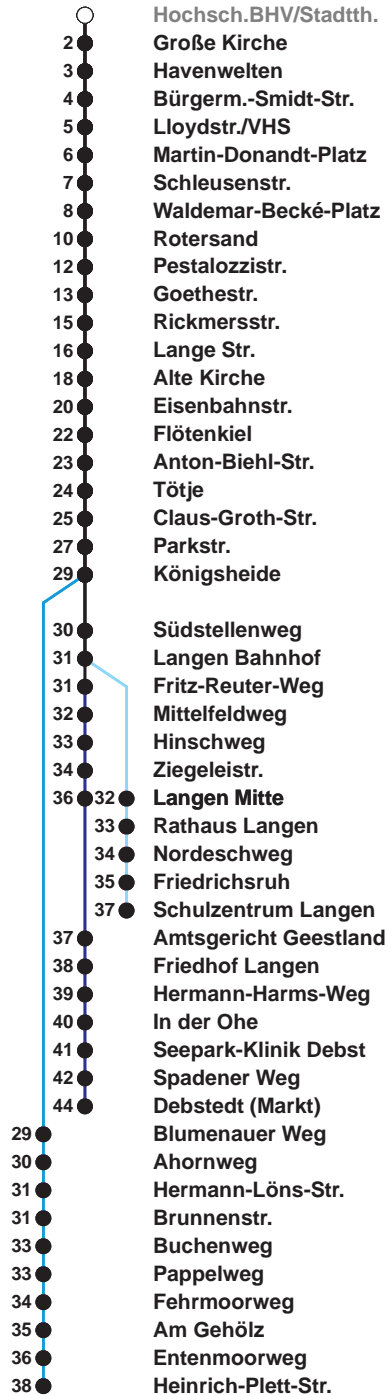 Hochsch.BHV/Stadtth.
2 Große Kirche
3 Havenwelten
4 Bürgerm.-Smidt-Str.
5 Lloydstr./VHS
6 Martin-Donandt-Platz
7 Schleusenstr.
8 Waldemar-Becké-Platz
10 Rotersand
12 Pestalozzistr.
13 Goethestr.
15 Rickmersstr.
16 Lange Str.
18 Alte Kirche
20 Eisenbahnstr.
22 Flötenkiel
23 Anton-Biehl-Str.
24 Tötje
25 Claus-Groth-Str.
27 Parkstr.
29 Königsheide
30 Südstellenweg
31 Langen Bahnhof
31 Fritz-Reuter-Weg
32 Mittelfeldweg
33 Hinschweg
34 Ziegeleistr.
36 32 Langen Mitte
33 Rathaus Langen
34 Nordeschweg
35 Friedrichsruh
37 Schulzentrum Langen
37 Amtsgericht Geestland
38 Friedhof Langen
39 Hermann-Harms-Weg
40 In der Ohe
41 Seepark-Klinik Debst
42 Spadener Weg
44 Debstedt (Markt)
29 Blumenauer Weg
30 Ahornweg
31 Hermann-Löns-Str.
31 Brunnenstr.
33 Buchenweg
33 Pappelweg
34 Fehrmoorweg
35 Am Gehölz
36 Entenmoorweg
38 Heinrich-Plett-Str.